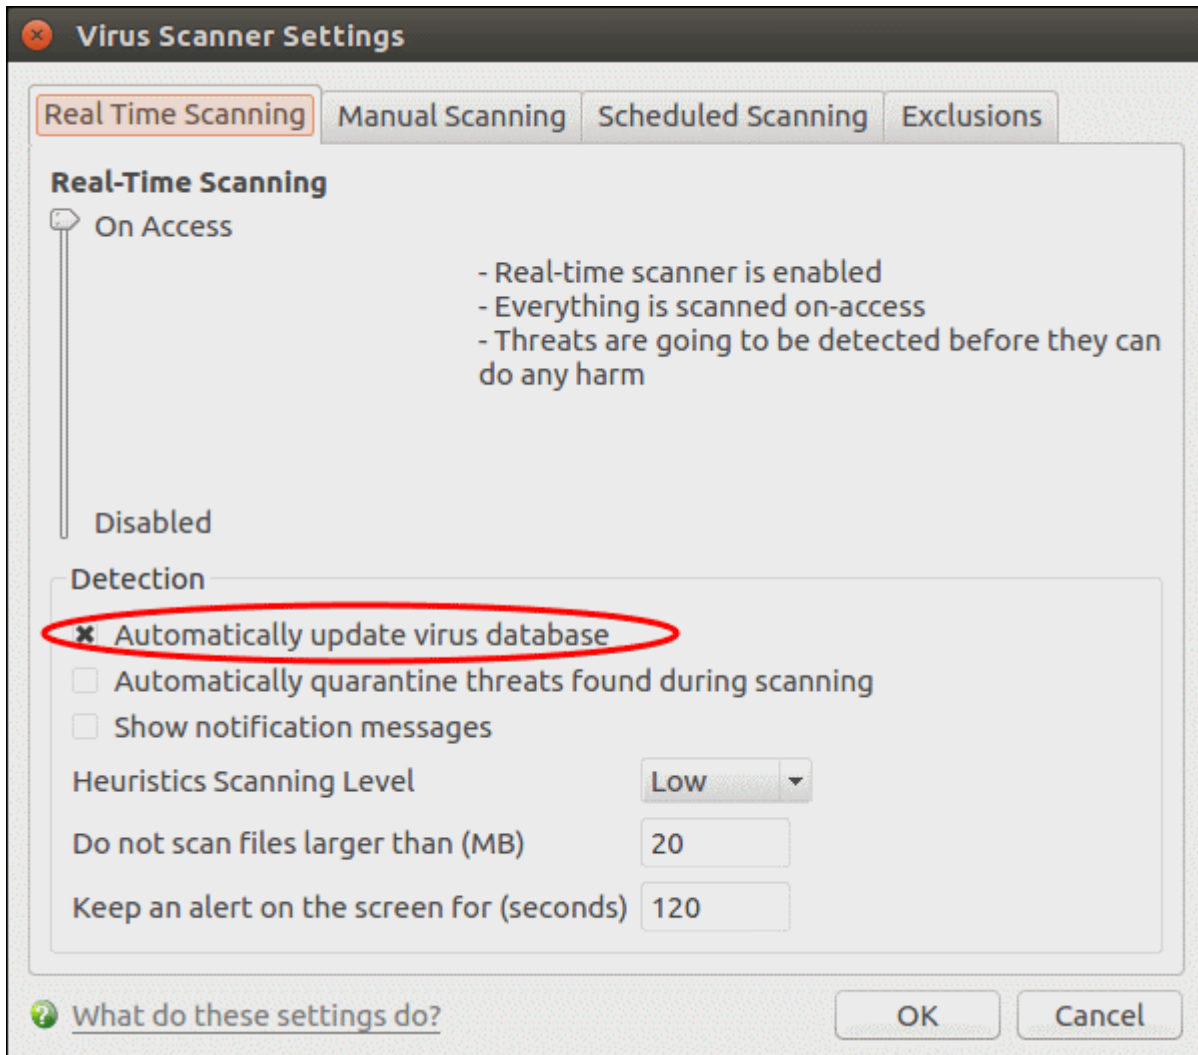 Virus Scanner Settings
Real Time Scanning
Manual Scanning
Scheduled Scanning
Exclusions
Real-Time Scanning
On Access
- Real-time scanner is enabled
- Everything is scanned on-access
- Threats are going to be detected before they can
do any harm
Disabled
Detection
Automatically update virus database
Automatically quarantine threats found during scanning
Show notification messages
Heuristics Scanning Level Low
Do not scan files larger than (MB) 20
Keep an alert on the screen for (seconds) 120
What do these settings do?
OK
Cancel